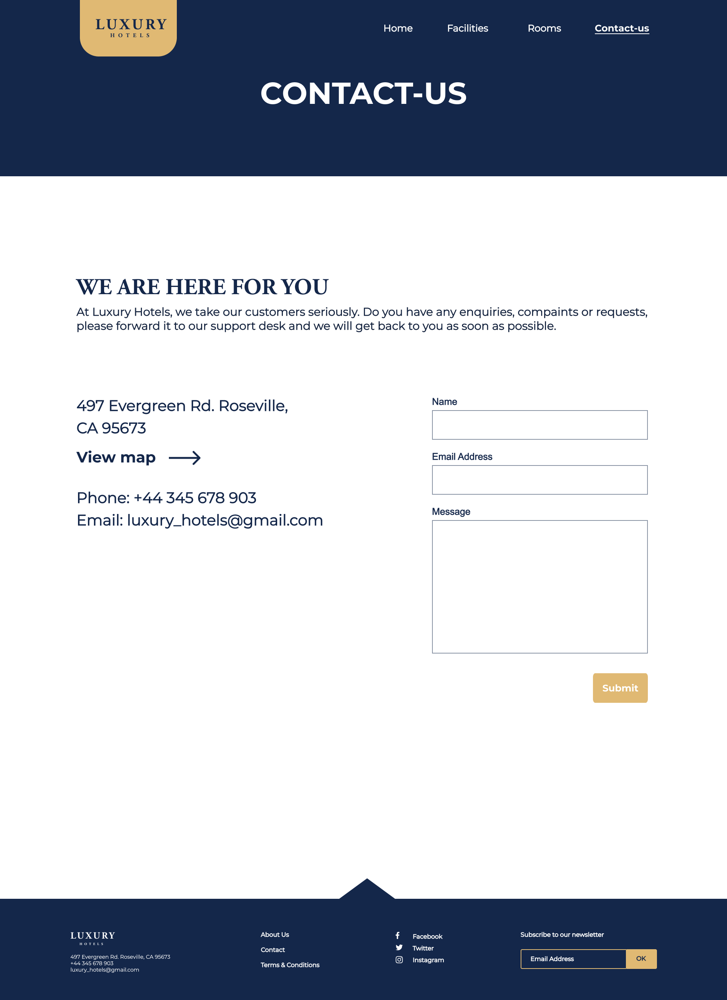 LUXURY
HOTELS
Home
Facilities
Rooms
Contact-us
CONTACT-US
WE ARE HERE FOR YOU
At Luxury Hotels, we take our customers seriously. Do you have any enquiries, compaints or requests,
please forward it to our support desk and we will get back to you as soon as possible.
497 Evergreen Rd. Roseville,
CA 95673
View map
Phone: +44 345 678 903
Email: luxury_hotels@gmail.com
Name
Email Address
Message
Submit
LUXURY
HOTELS
497 Evergreen Rd. Roseville, CA 95673
+44 345 678 903
luxury_hotels@gmail.com
About Us
Contact
Terms & Conditions
Facebook
Twitter
Instagram
Subscribe to our newsletter
Email Address
OK